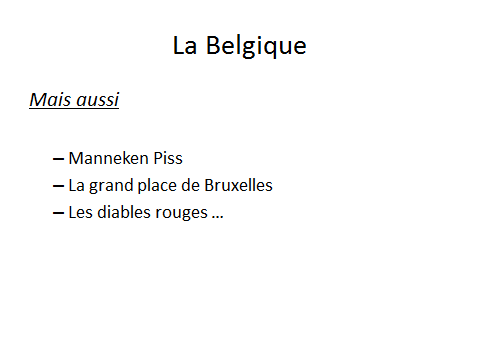 La Belgique
Mais aussi
– Manneken Piss
– La grand place de Bruxelles
– Les diables rouges ...